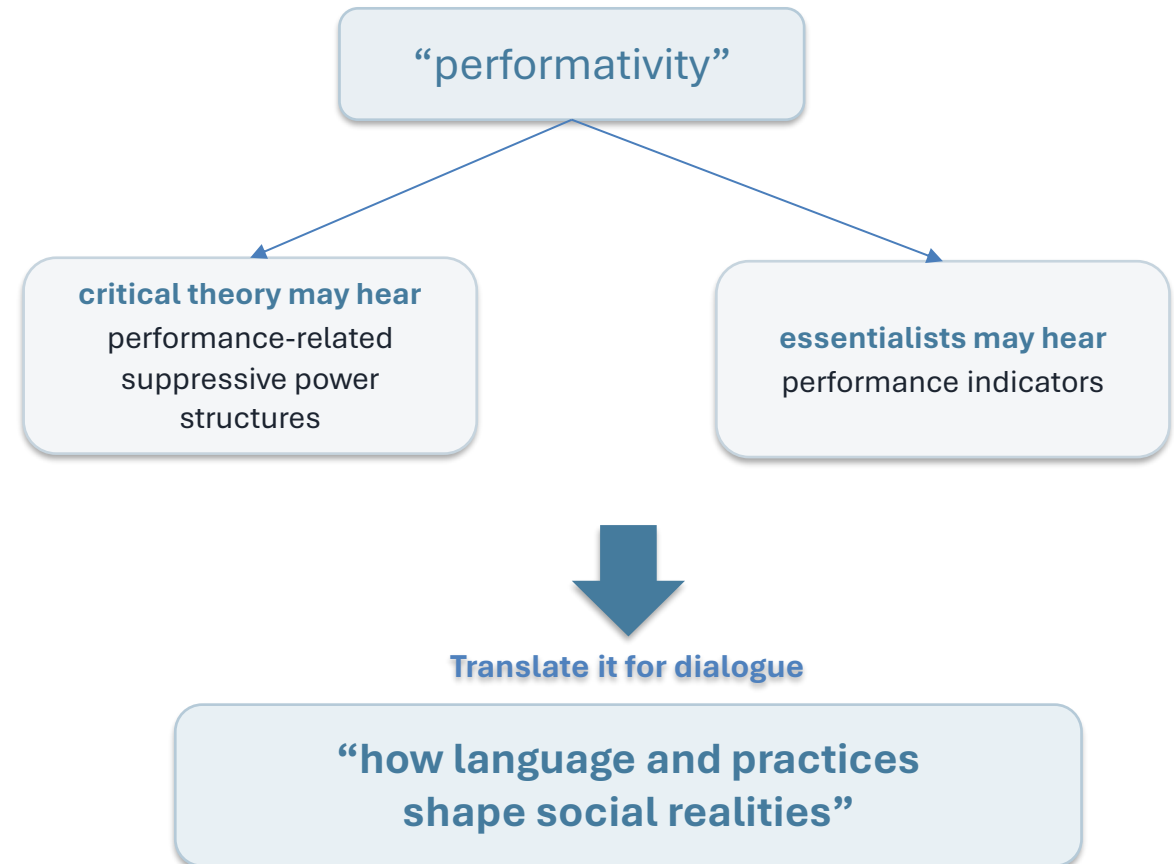 “performativity”
critical theory may hear
performance-related
suppressive power
structures
essentialists may hear
performance indicators
Translate it for dialogue
“how language and practices
shape social realities”